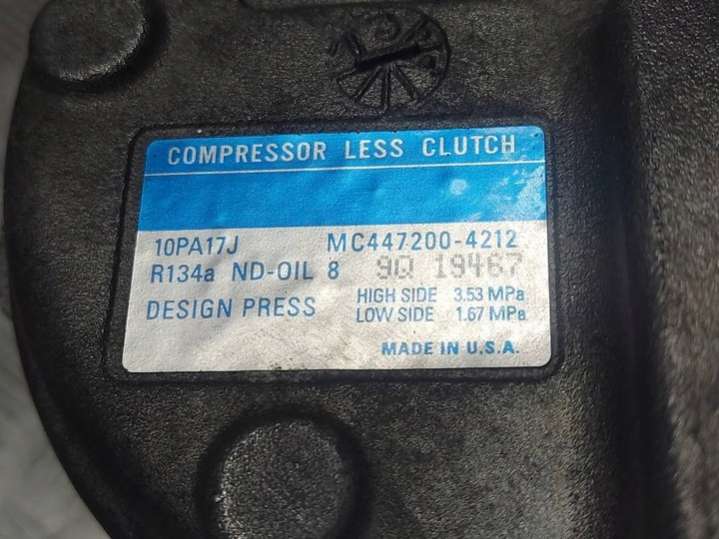 COMPRESSOR LESS CLUTCH
10PA17J MC447200-4212
R134a ND-OIL 8 9Q 19467
DESIGN PRESS HIGH SIDE 3.53 MPa
LOW SIDE 1.67 MPa
MADE IN U.S.A.